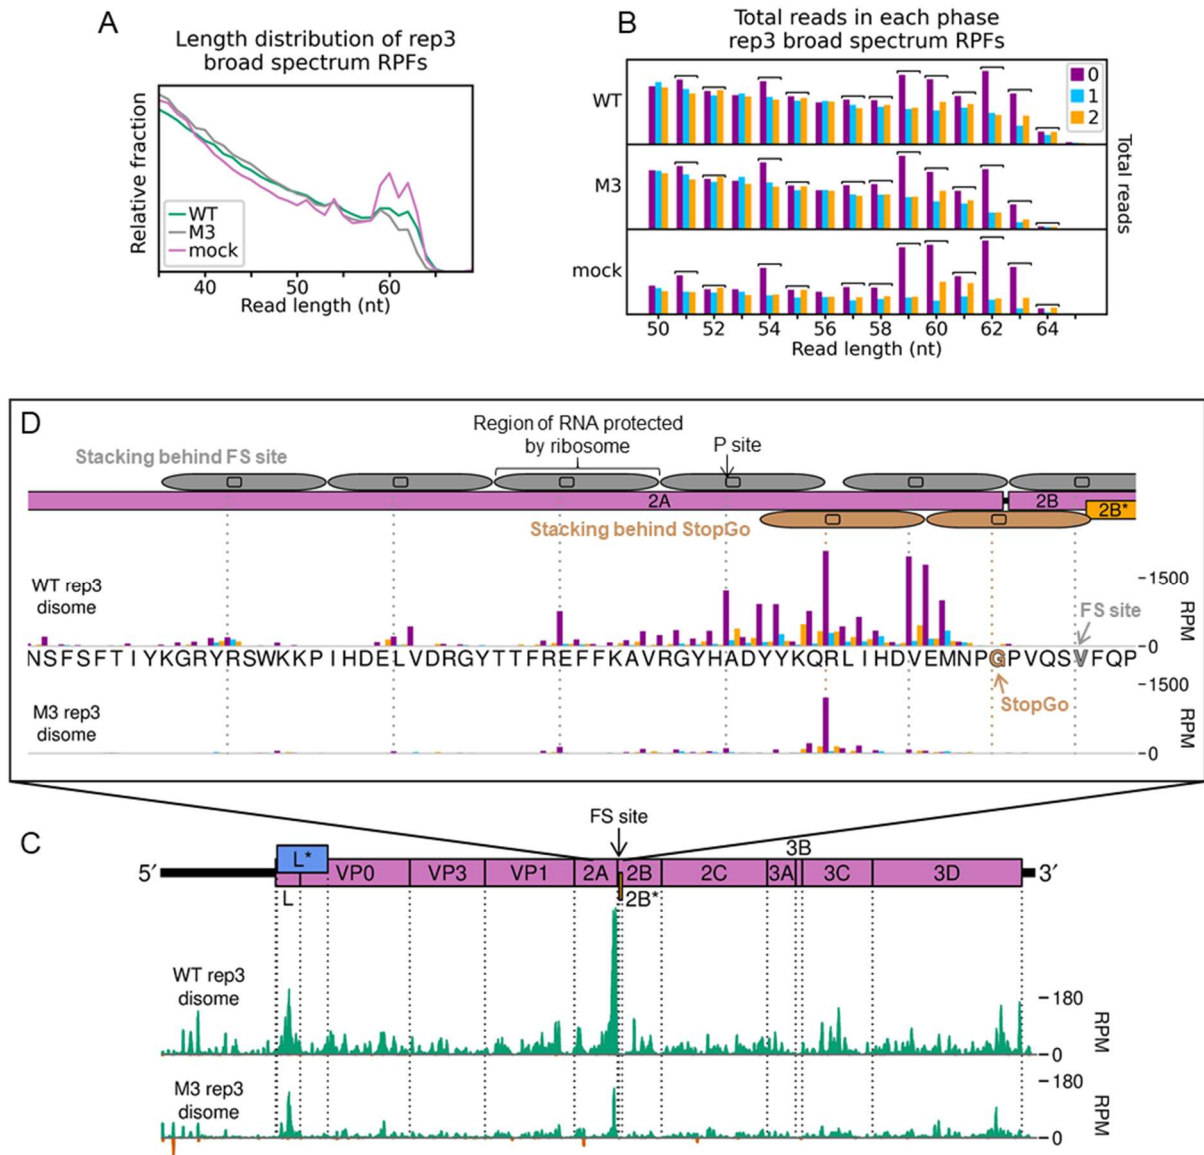 A
Length distribution of rep3
broad spectrum RPFs
Relative fraction
WT
M3
mock
40
50
60
Read length (nt)
B
Total reads in each phase
rep3 broad spectrum RPFs
WT
M3
mock
0
1
2
Total reads
50
52
54
56
58
60
62
64
Read length (nt)
D
Stacking behind FS site
Region of RNA protected
by ribosome
P site
2A
2B
2B*
Stacking behind StopGo
WT rep3
disome
1500
0
RPM
FS site
NSFSFTIYKGRYRSWKKPIHDELVDRGYTTFREFFKAVRGYHADYYKQRLIHDVEMNPGPVQSVFQP
StopGo
M3 rep3
disome
1500
0
RPM
C
FS site
5′
L*
L
VP0
VP3
VP1
2A
2B
2B*
2C
3A
3B
3C
3D
3′
WT rep3
disome
180
0
RPM
M3 rep3
disome
180
0
RPM